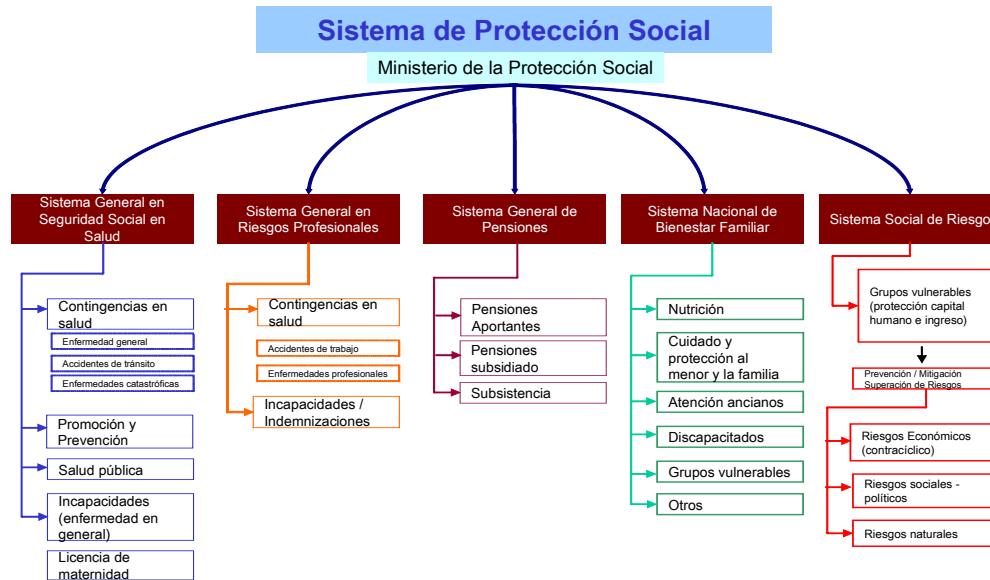 Sistema de Protección Social
Ministerio de la Protección Social
Sistema General en
Seguridad Social en
Salud
Sistema General en
Riesgos Profesionales
Sistema General de
Pensiones
Sistema Nacional de
Bienestar Familiar
Sistema Social de Riesgo
Contingencias en
salud
Enfermedad general
Accidentes de tránsito
Enfermedades catastróficas
Promoción y
Prevención
Salud pública
Incapacidades
(enfermedad en
general)
Licencia de
maternidad
Contingencias en
salud
Accidentes de trabajo
Enfermedades profesionales
Incapacidades /
Indemnizaciones
Pensiones
Aportantes
Pensiones
subsidiado
Subsistencia
Nutrición
Cuidado y
protección al
menor y la familia
Atención ancianos
Discapacitados
Grupos vulnerables
Otros
Grupos vulnerables
(protección capital
humano e ingreso)
Prevención / Mitigación
Superación de Riesgos
Riesgos Económicos
(contracíclico)
Riesgos sociales -
políticos
Riesgos naturales